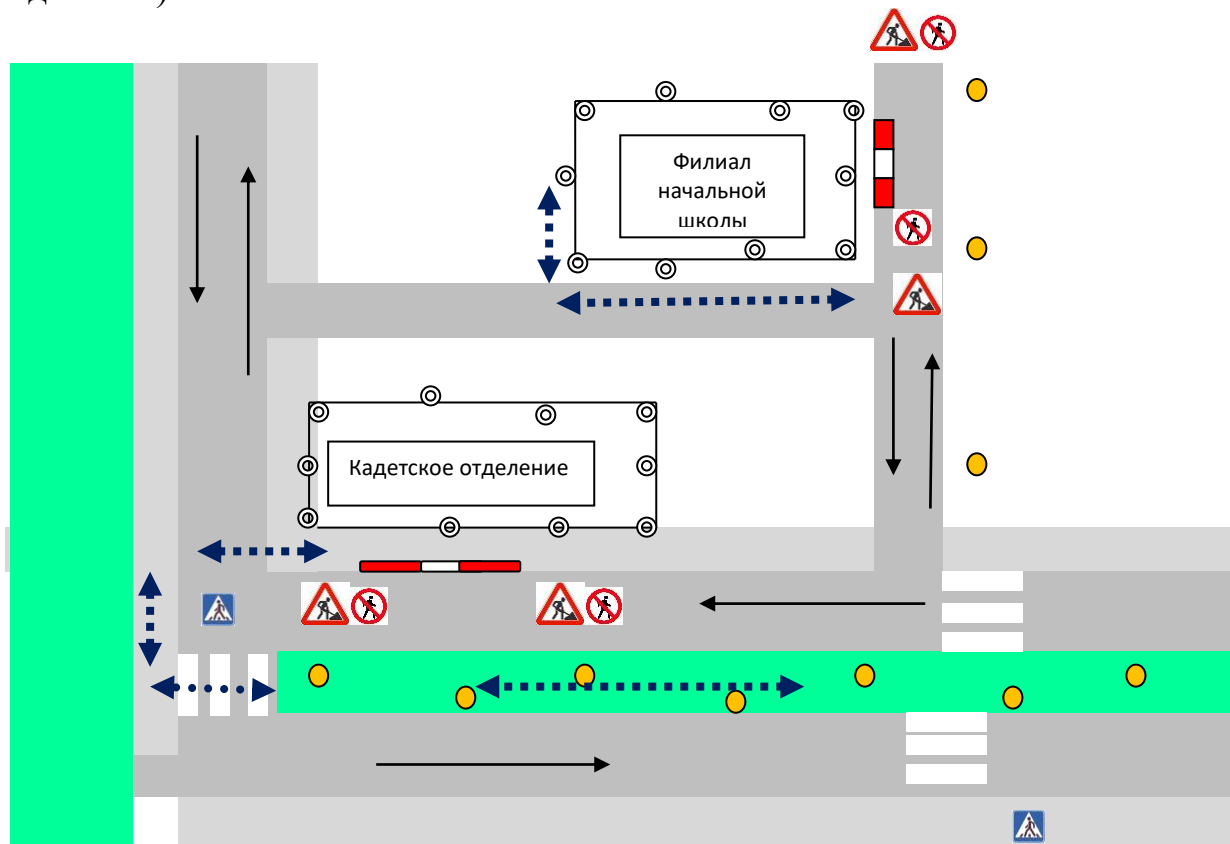 Филиал
начальной
школы
Кадетское отделение